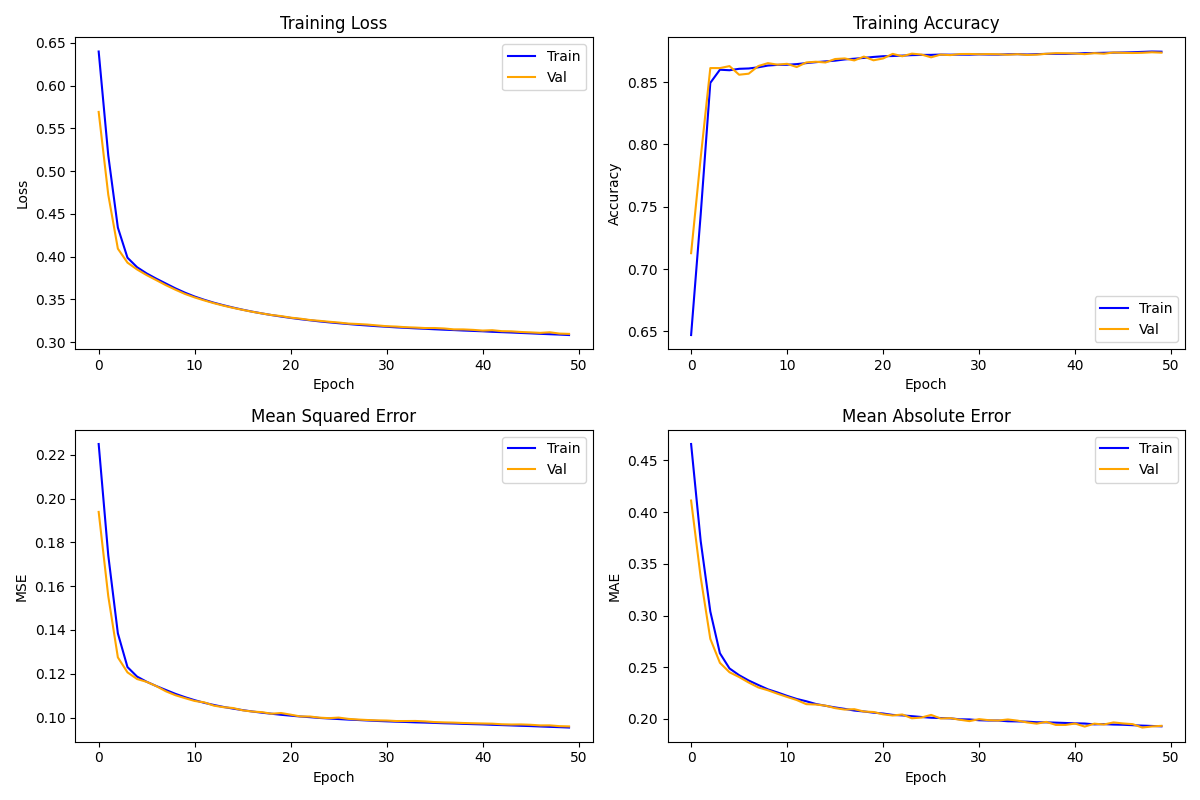 Training Loss
0.65
0.60
0.55
0.50
0.45
0.40
0.35
0.30
Loss
0 10 20 30 40 50
Epoch
Train
Val
Training Accuracy
0.85
0.80
0.75
0.70
0.65
Accuracy
0 10 20 30 40 50
Epoch
Train
Val
Mean Squared Error
0.22
0.20
0.18
0.16
0.14
0.12
0.10
MSE
0 10 20 30 40 50
Epoch
Train
Val
Mean Absolute Error
0.45
0.40
0.35
0.30
0.25
0.20
MAE
0 10 20 30 40 50
Epoch
Train
Val